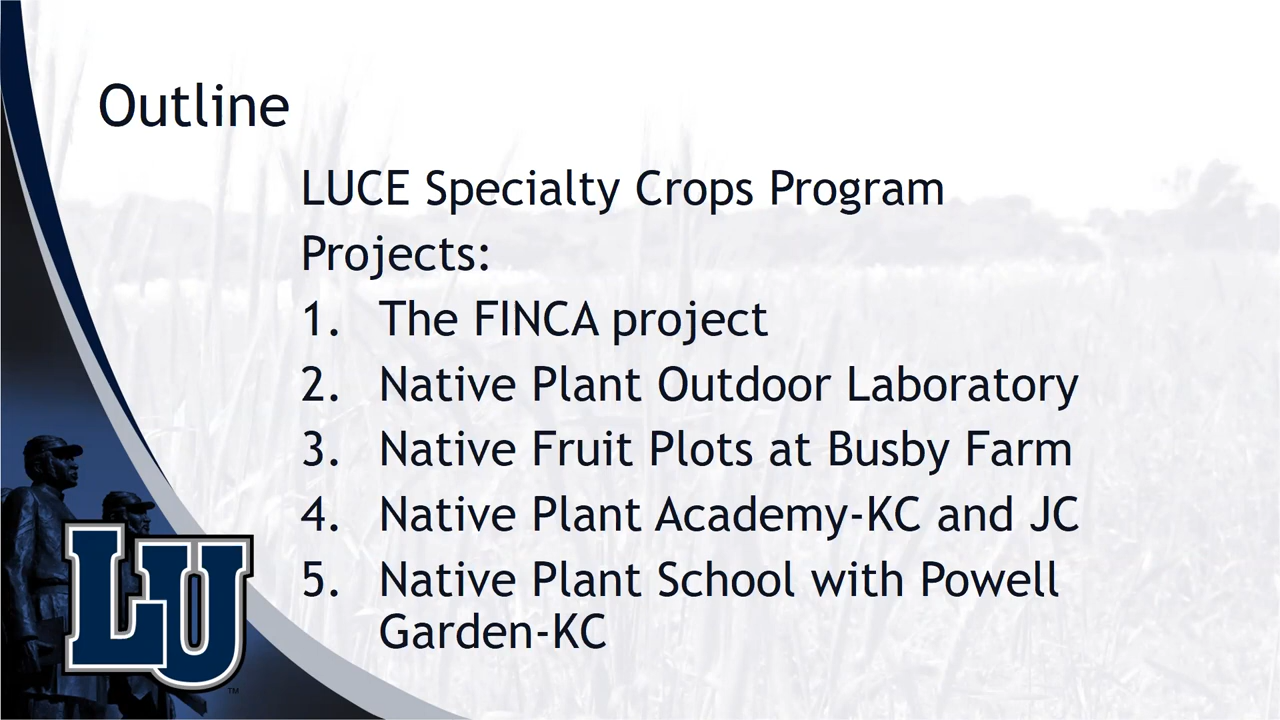 Outline
LUCE Specialty Crops Program
Projects:
1. The FINCA project
2. Native Plant Outdoor Laboratory
3. Native Fruit Plots at Busby Farm
4. Native Plant Academy-KC and JC
5. Native Plant School with Powell
Garden-KC
LU
TM